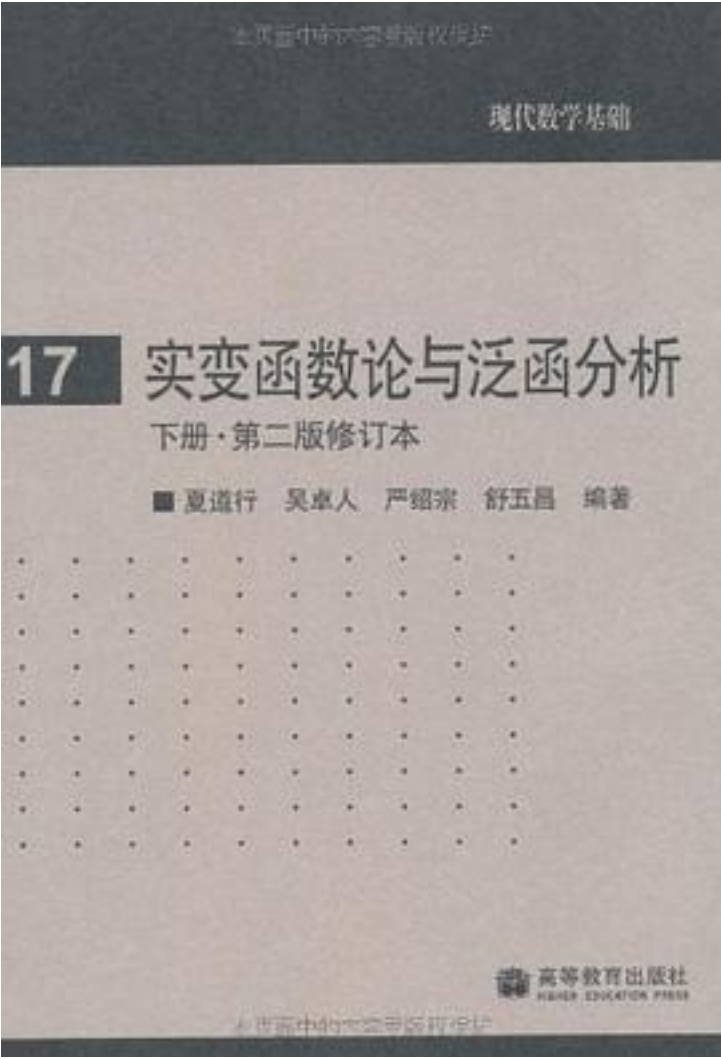 现代数学基础
17 实变函数论与泛函分析
下册·第二版修订本
■ 夏道行 吴卓人 严绍宗 舒五昌 编著
高等教育出版社
HIGHER EDUCATION PRESS